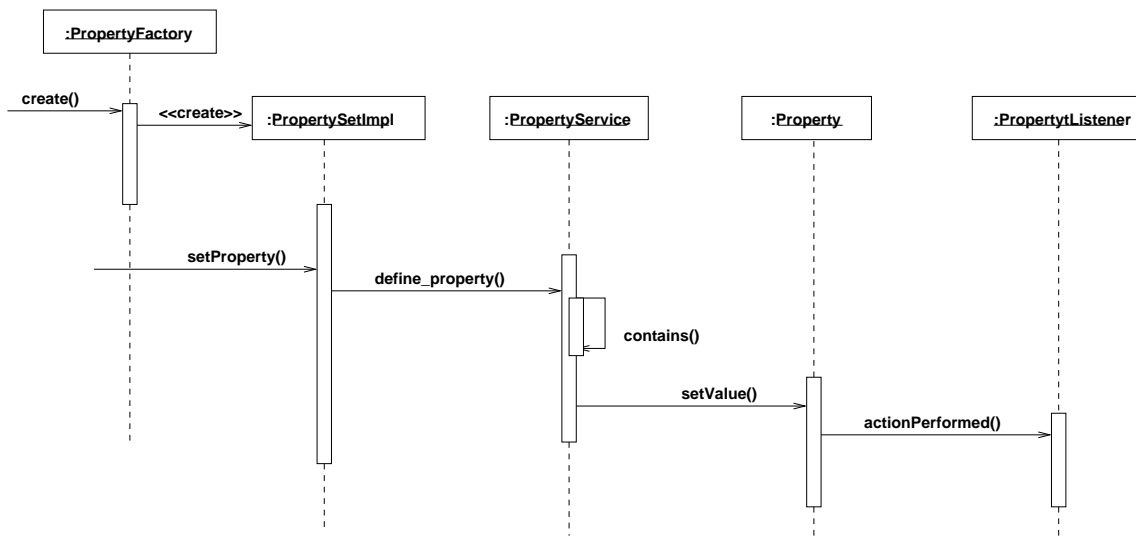 :PropertyFactory
create()
<<create>>
:PropertySetImpl
:PropertyService
:Property
:PropertytListener
setProperty()
define_property()
contains()
setValue()
actionPerformed()